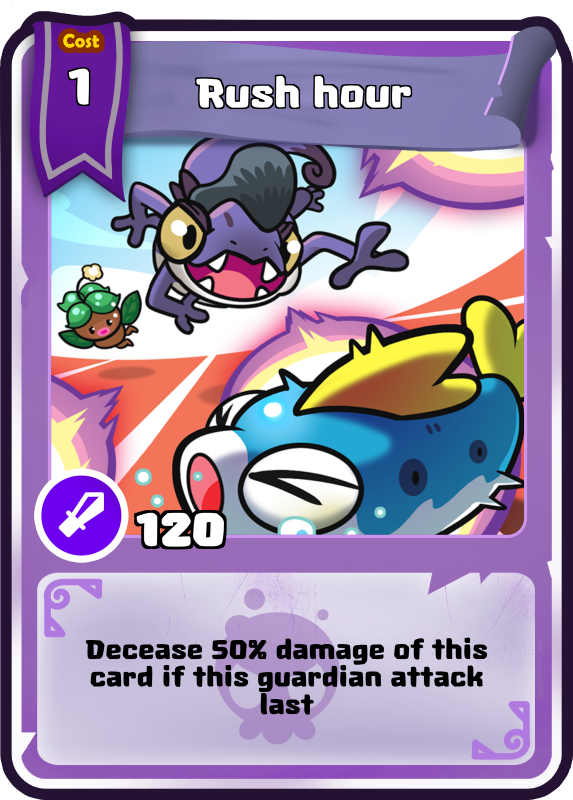 Cost
1
Rush hour
120
Decease 50% damage of this
card if this guardian attack
last